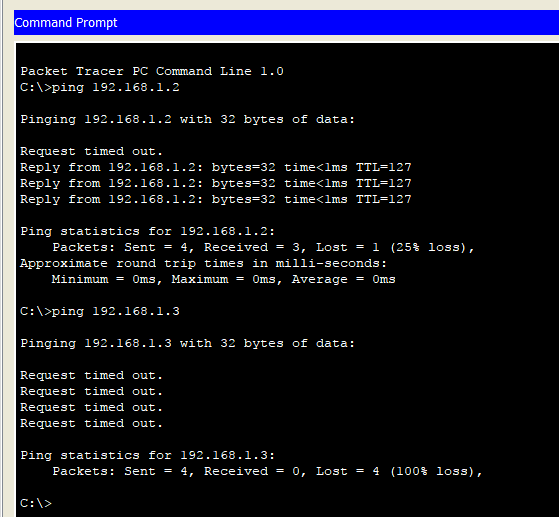 Command Prompt
Packet Tracer PC Command Line 1.0
C:\>ping 192.168.1.2
Pinging 192.168.1.2 with 32 bytes of data:
Request timed out.
Reply from 192.168.1.2: bytes=32 time<1ms TTL=127
Reply from 192.168.1.2: bytes=32 time<1ms TTL=127
Reply from 192.168.1.2: bytes=32 time<1ms TTL=127
Ping statistics for 192.168.1.2:
    Packets: Sent = 4, Received = 3, Lost = 1 (25% loss),
Approximate round trip times in milli-seconds:
    Minimum = 0ms, Maximum = 0ms, Average = 0ms
C:\>ping 192.168.1.3
Pinging 192.168.1.3 with 32 bytes of data:
Request timed out.
Request timed out.
Request timed out.
Request timed out.
Ping statistics for 192.168.1.3:
    Packets: Sent = 4, Received = 0, Lost = 4 (100% loss),
C:\>